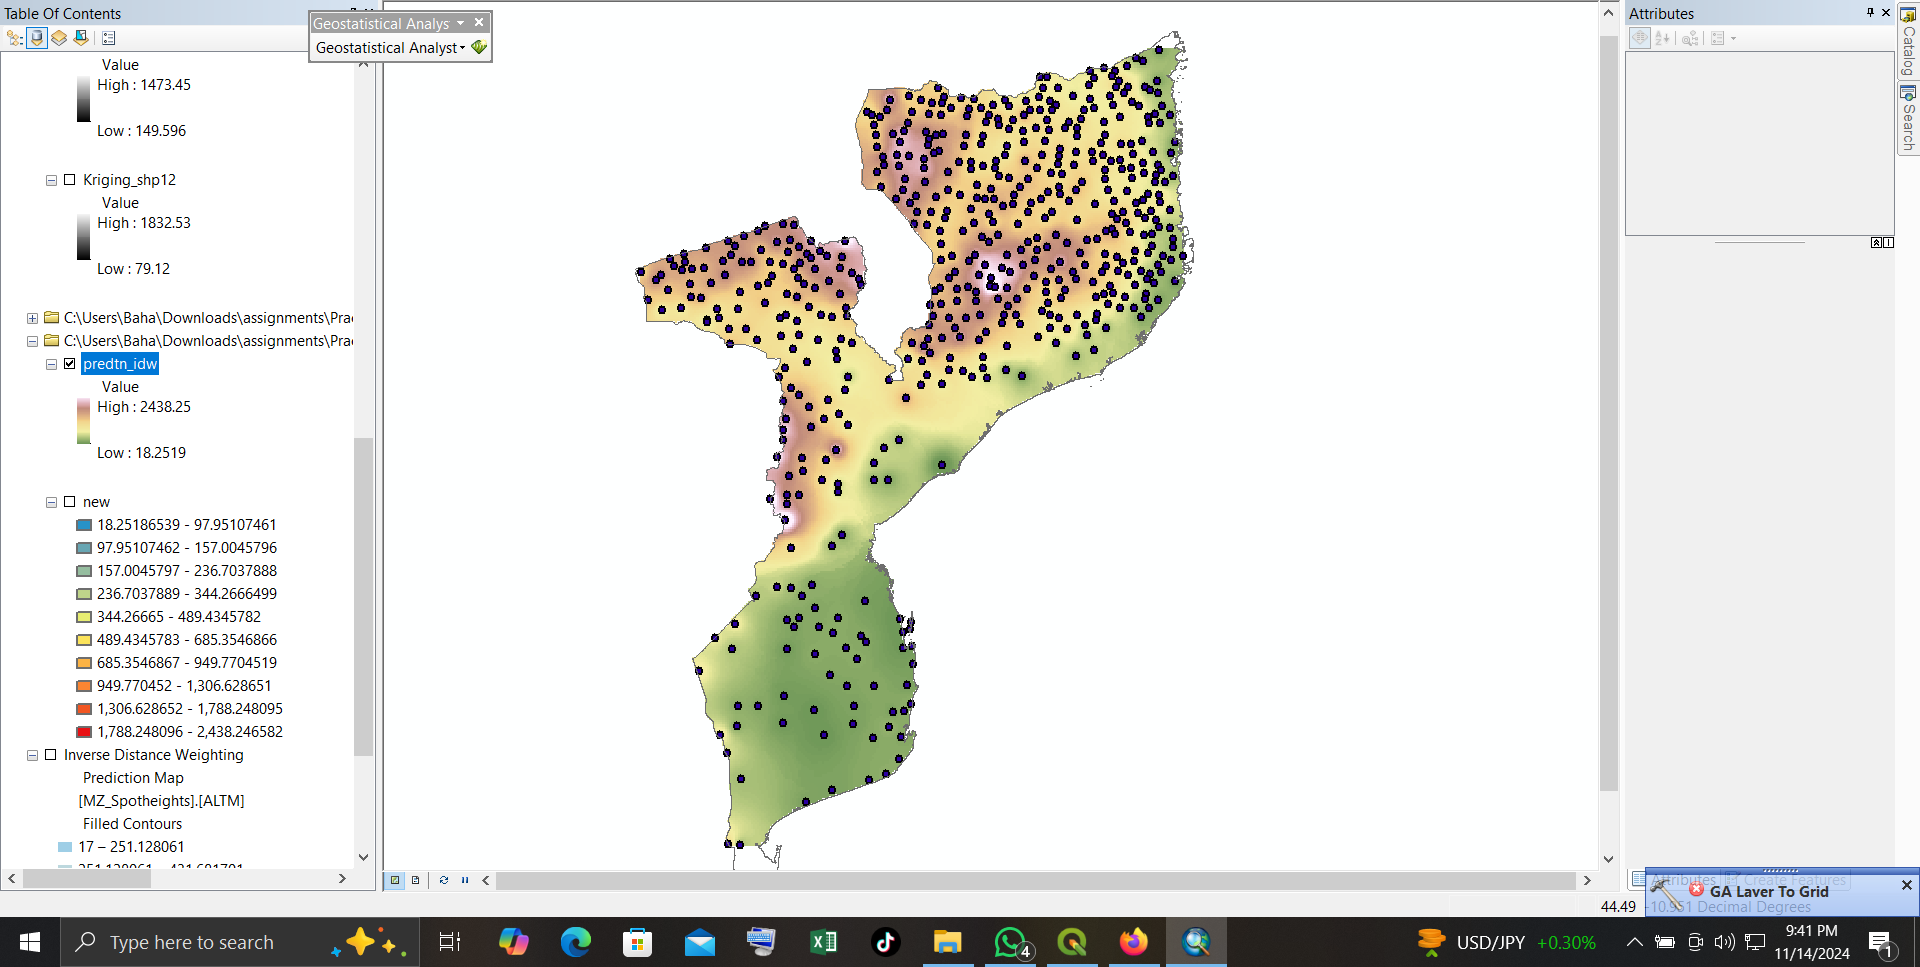 Table Of Contents
Geostatistical Analys
Geostatistical Analyst
Attributes
Catalog
Search
Value
High : 1473.45
Low : 149.596
Kriging_shp12
Value
High : 1832.53
Low : 79.12
C:\Users\Baha\Downloads\assignments\Prac
C:\Users\Baha\Downloads\assignments\Prac
predtn_idw
Value
High : 2438.25
Low : 18.2519
new
18.25186539 - 97.95107461
97.95107462 - 157.0045796
157.0045797 - 236.7037888
236.7037889 - 344.2666499
344.26665 - 489.4345782
489.4345783 - 685.3546866
685.3546867 - 949.7704519
949.770452 - 1,306.628651
1,306.628652 - 1,788.248095
1,788.248096 - 2,438.246582
Inverse Distance Weighting
Prediction Map
[MZ_Spotheights].[ALTM]
Filled Contours
17 – 251.128061
Attributes
Create Features
GA Layer To Grid
44.49 -10.951 Decimal Degrees
Type here to search
4
USD/JPY +0.30%
9:41 PM
11/14/2024
1